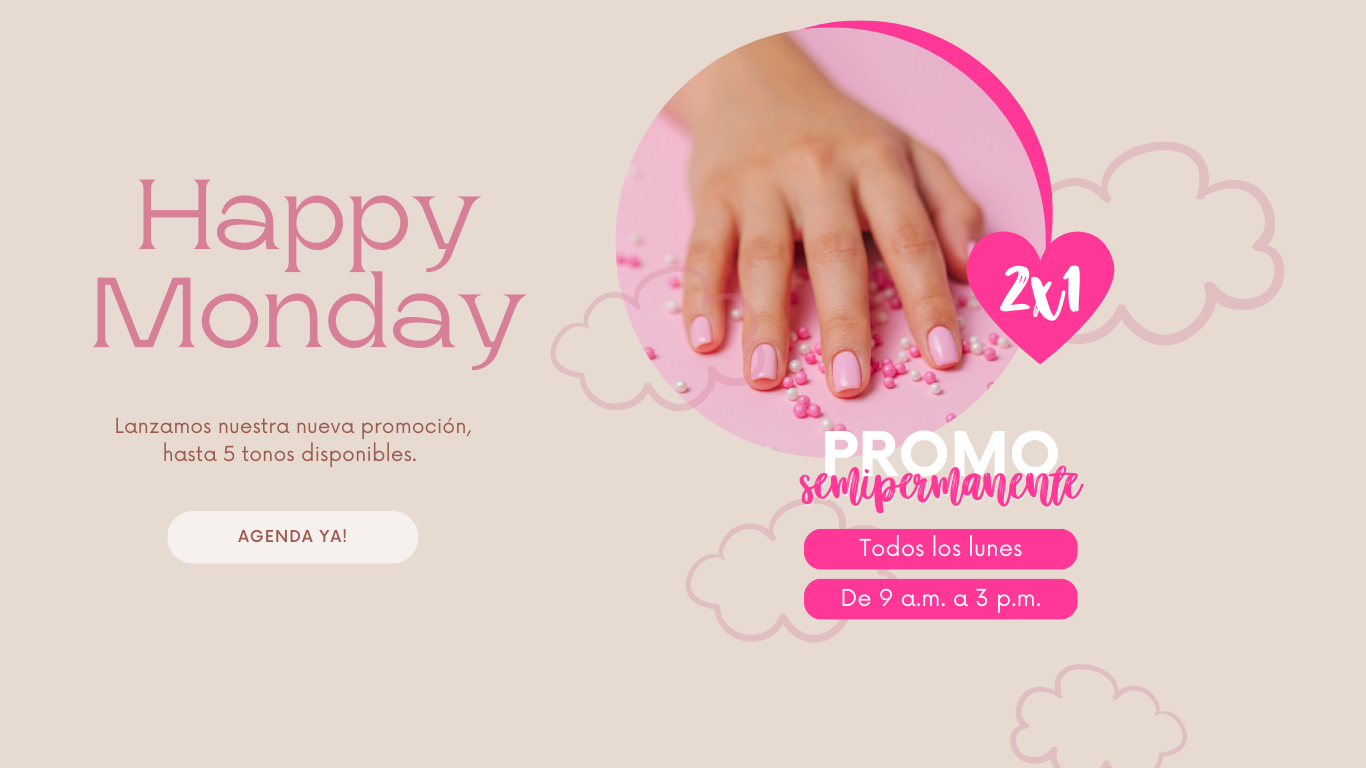 Happy
Monday
Lanzamos nuestra nueva promoción,
hasta 5 tonos disponibles.
AGENDA YA!
2x1
PROMO
semipermanente
Todos los lunes
De 9 a.m. a 3 p.m.